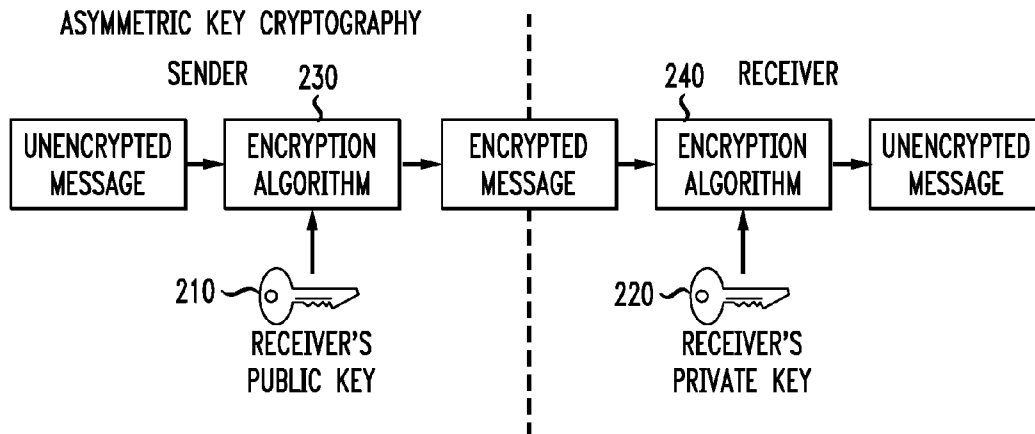 ASYMMETRIC KEY CRYPTOGRAPHY
SENDER
230
240
RECEIVER
UNENCRYPTED
MESSAGE
ENCRYPTION
ALGORITHM
ENCRYPTED
MESSAGE
ENCRYPTION
ALGORITHM
UNENCRYPTED
MESSAGE
210
RECEIVER'S
PUBLIC KEY
220
RECEIVER'S
PRIVATE KEY